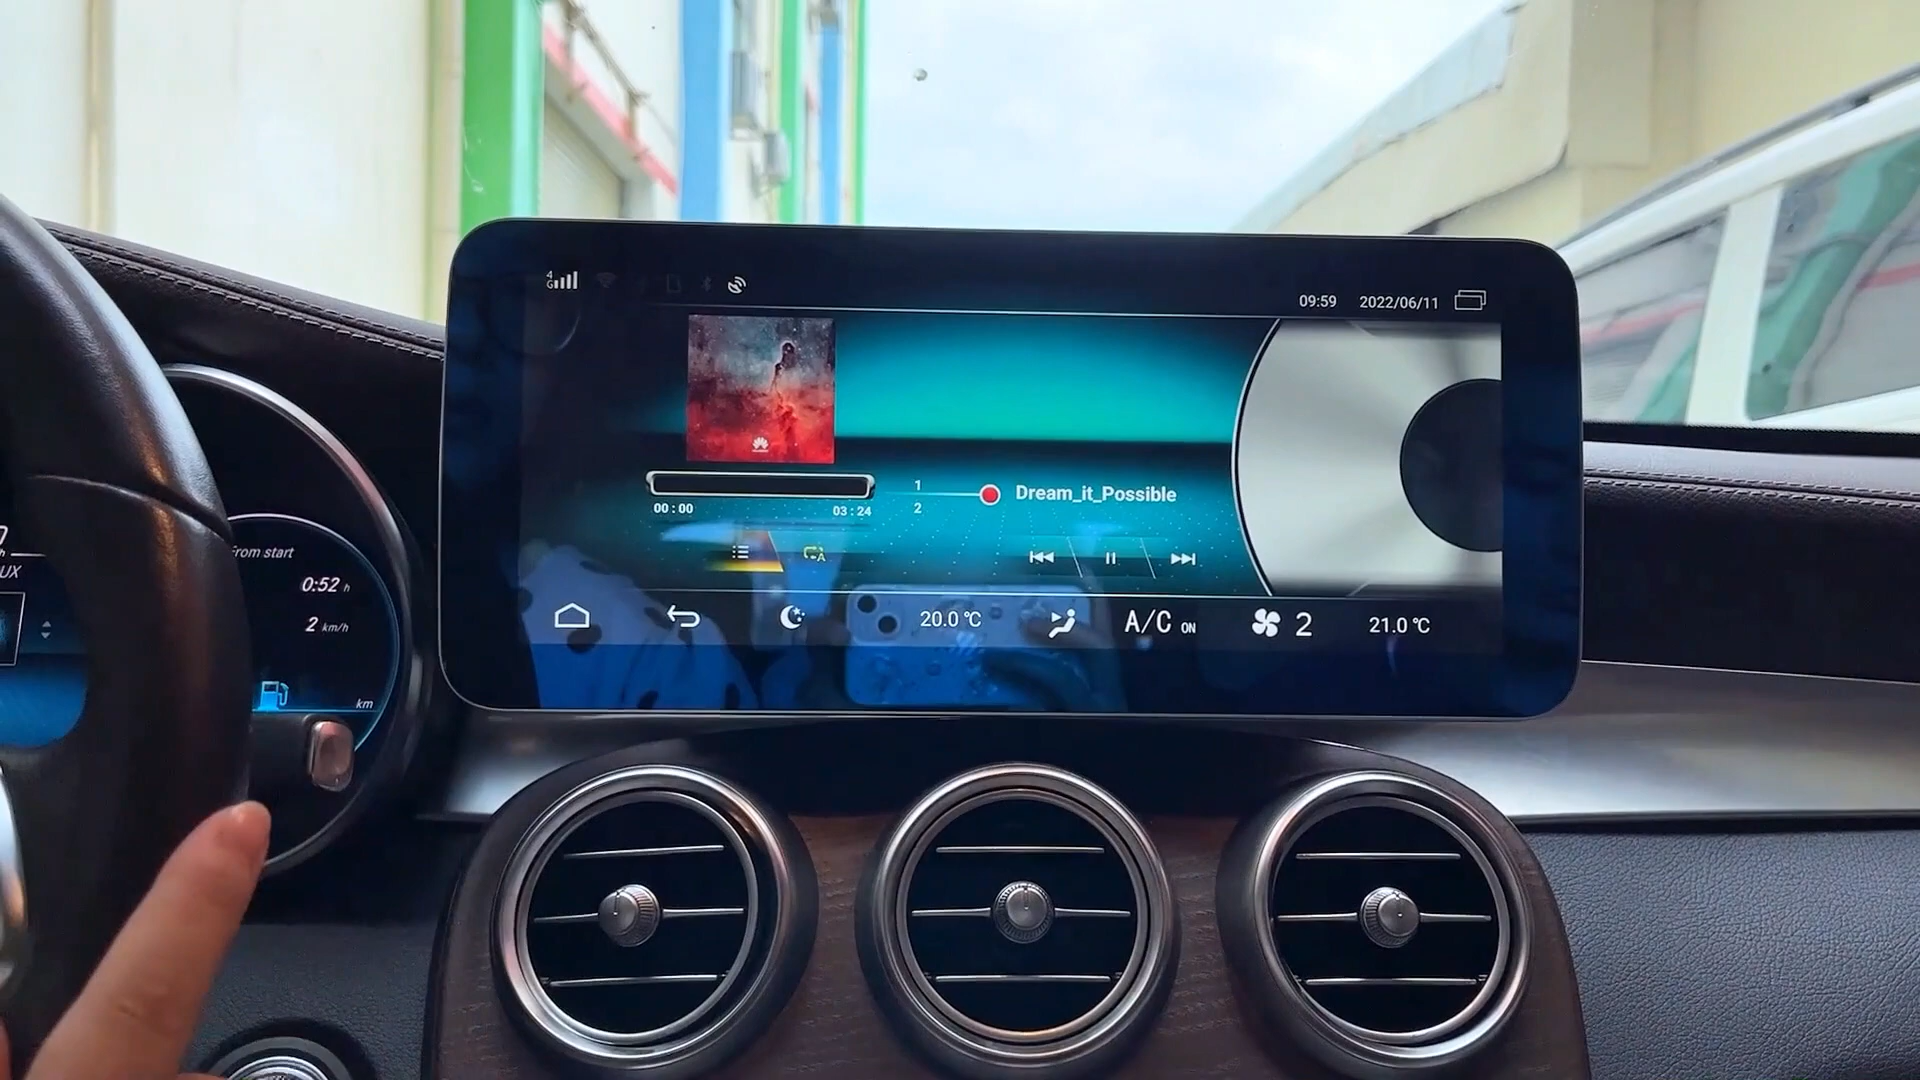 4G
09:59 2022/06/11
1
Dream_it_Possible
2
00:00 03:24
20.0 ℃ A/C ON 2 21.0 ℃
UX
From start
0:52 h
2 km/h
km